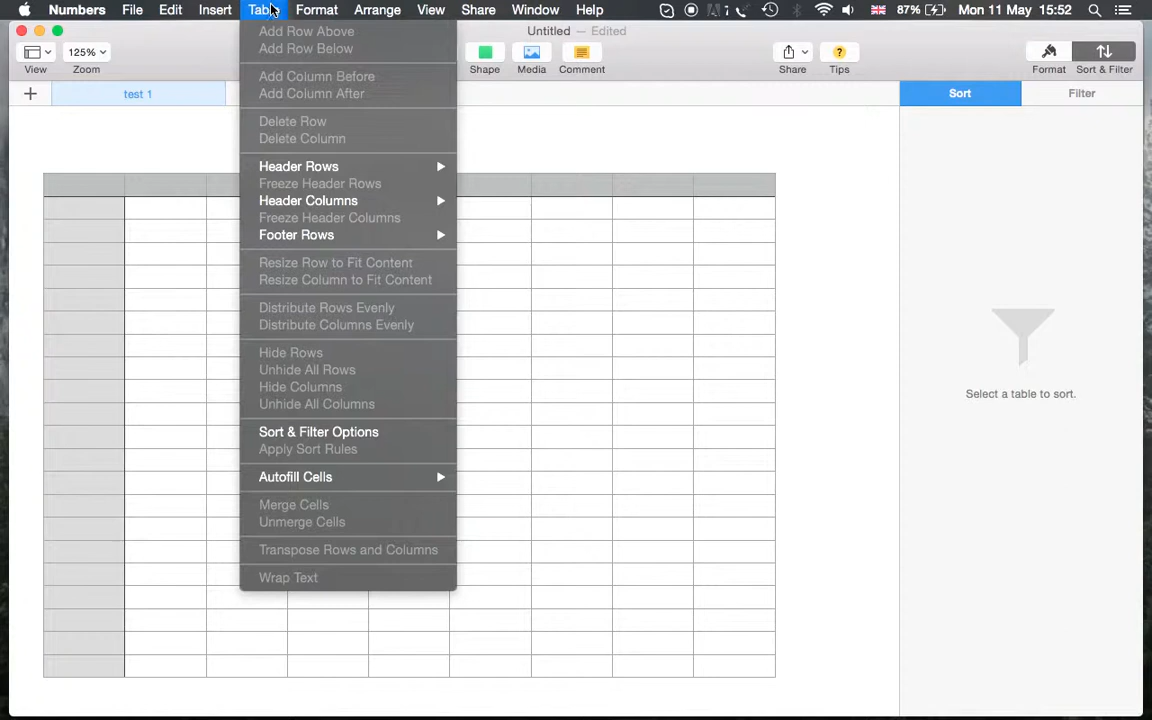 Numbers File Edit Insert Table Format Arrange View Share Window Help 87% Mon 11 May 15:52
Untitled — Edited
125%
View Zoom Shape Media Comment Share Tips Format Sort & Filter
test 1
Sort Filter
Add Row Above
Add Row Below
Add Column Before
Add Column After
Delete Row
Delete Column
Header Rows
Freeze Header Rows
Header Columns
Freeze Header Columns
Footer Rows
Resize Row to Fit Content
Resize Column to Fit Content
Distribute Rows Evenly
Distribute Columns Evenly
Hide Rows
Unhide All Rows
Hide Columns
Unhide All Columns
Sort & Filter Options
Apply Sort Rules
Autofill Cells
Merge Cells
Unmerge Cells
Transpose Rows and Columns
Wrap Text
Select a table to sort.